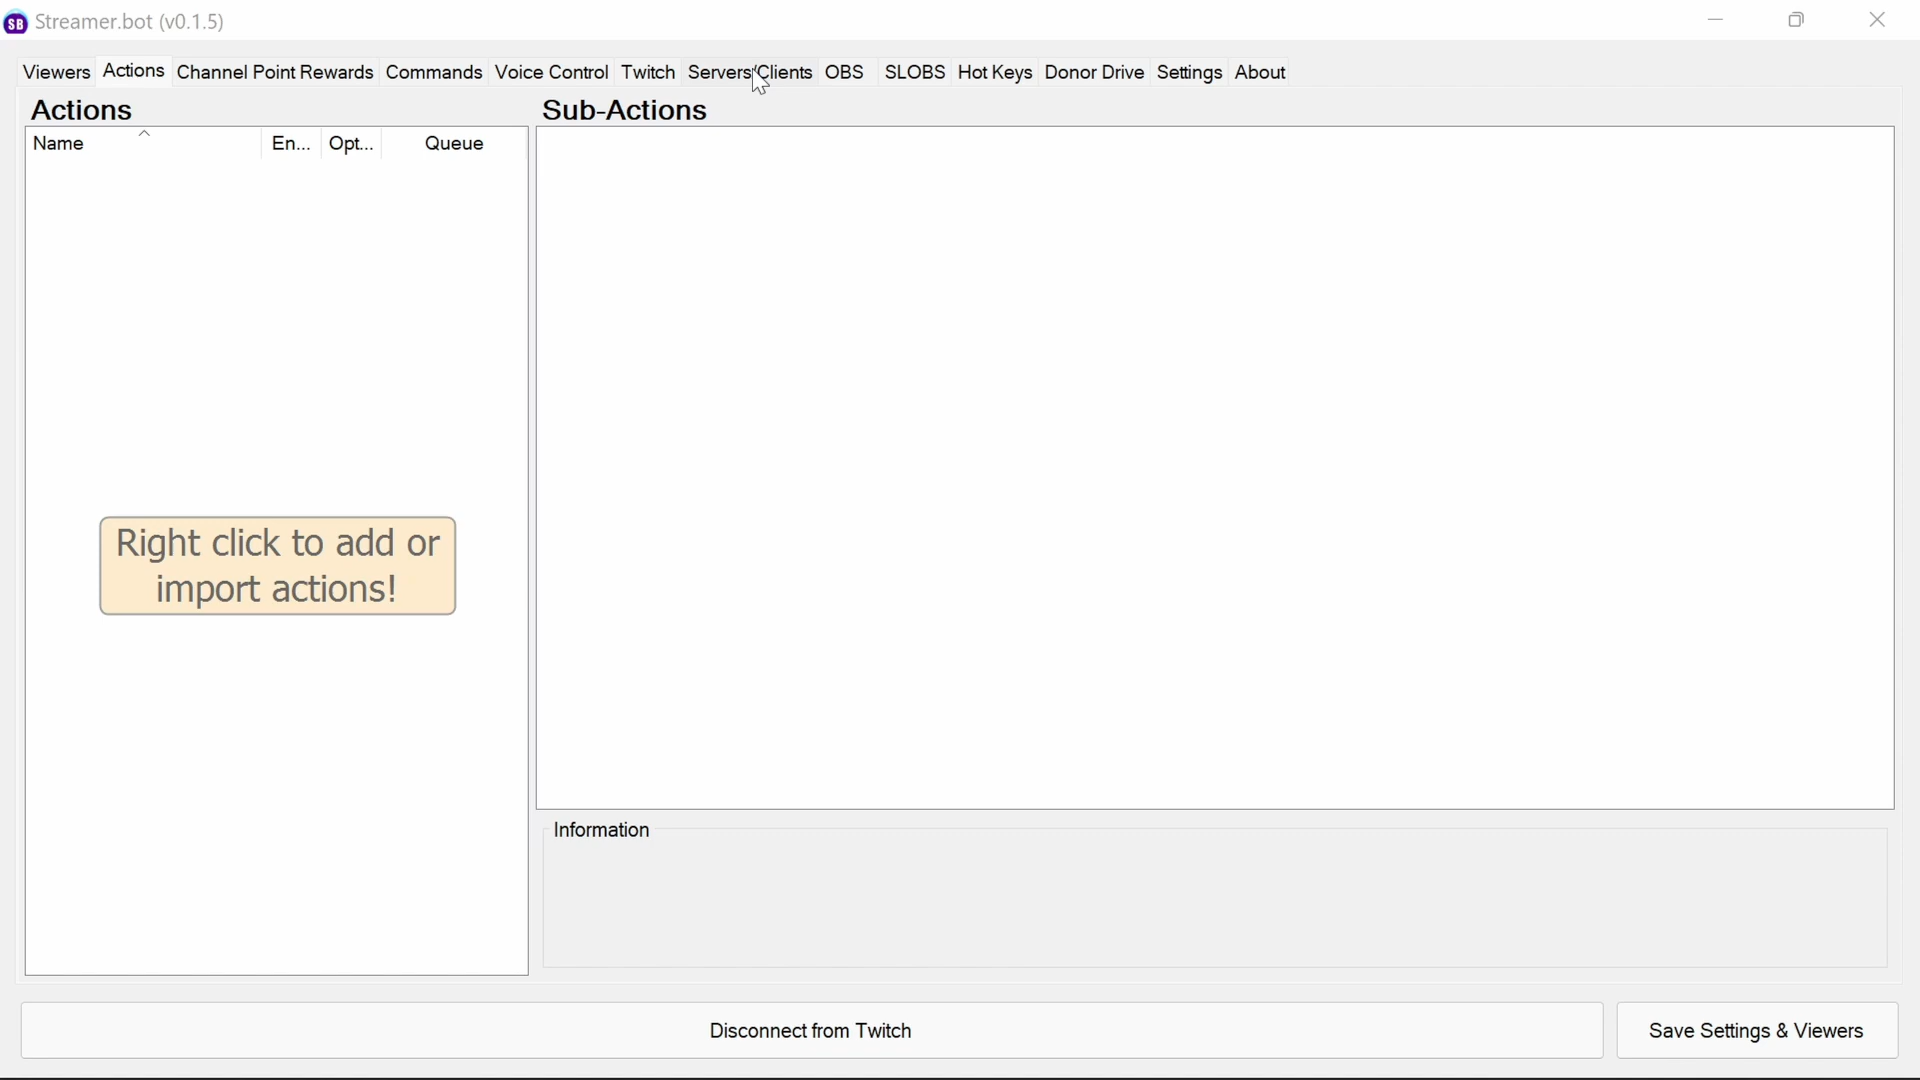 SB Streamer.bot (v0.1.5)
Viewers Actions Channel Point Rewards Commands Voice Control Twitch Servers/Clients OBS SLOBS Hot Keys Donor Drive Settings About
Actions
Sub-Actions
Name En... Opt... Queue
Right click to add or
import actions!
Information
Disconnect from Twitch
Save Settings & Viewers